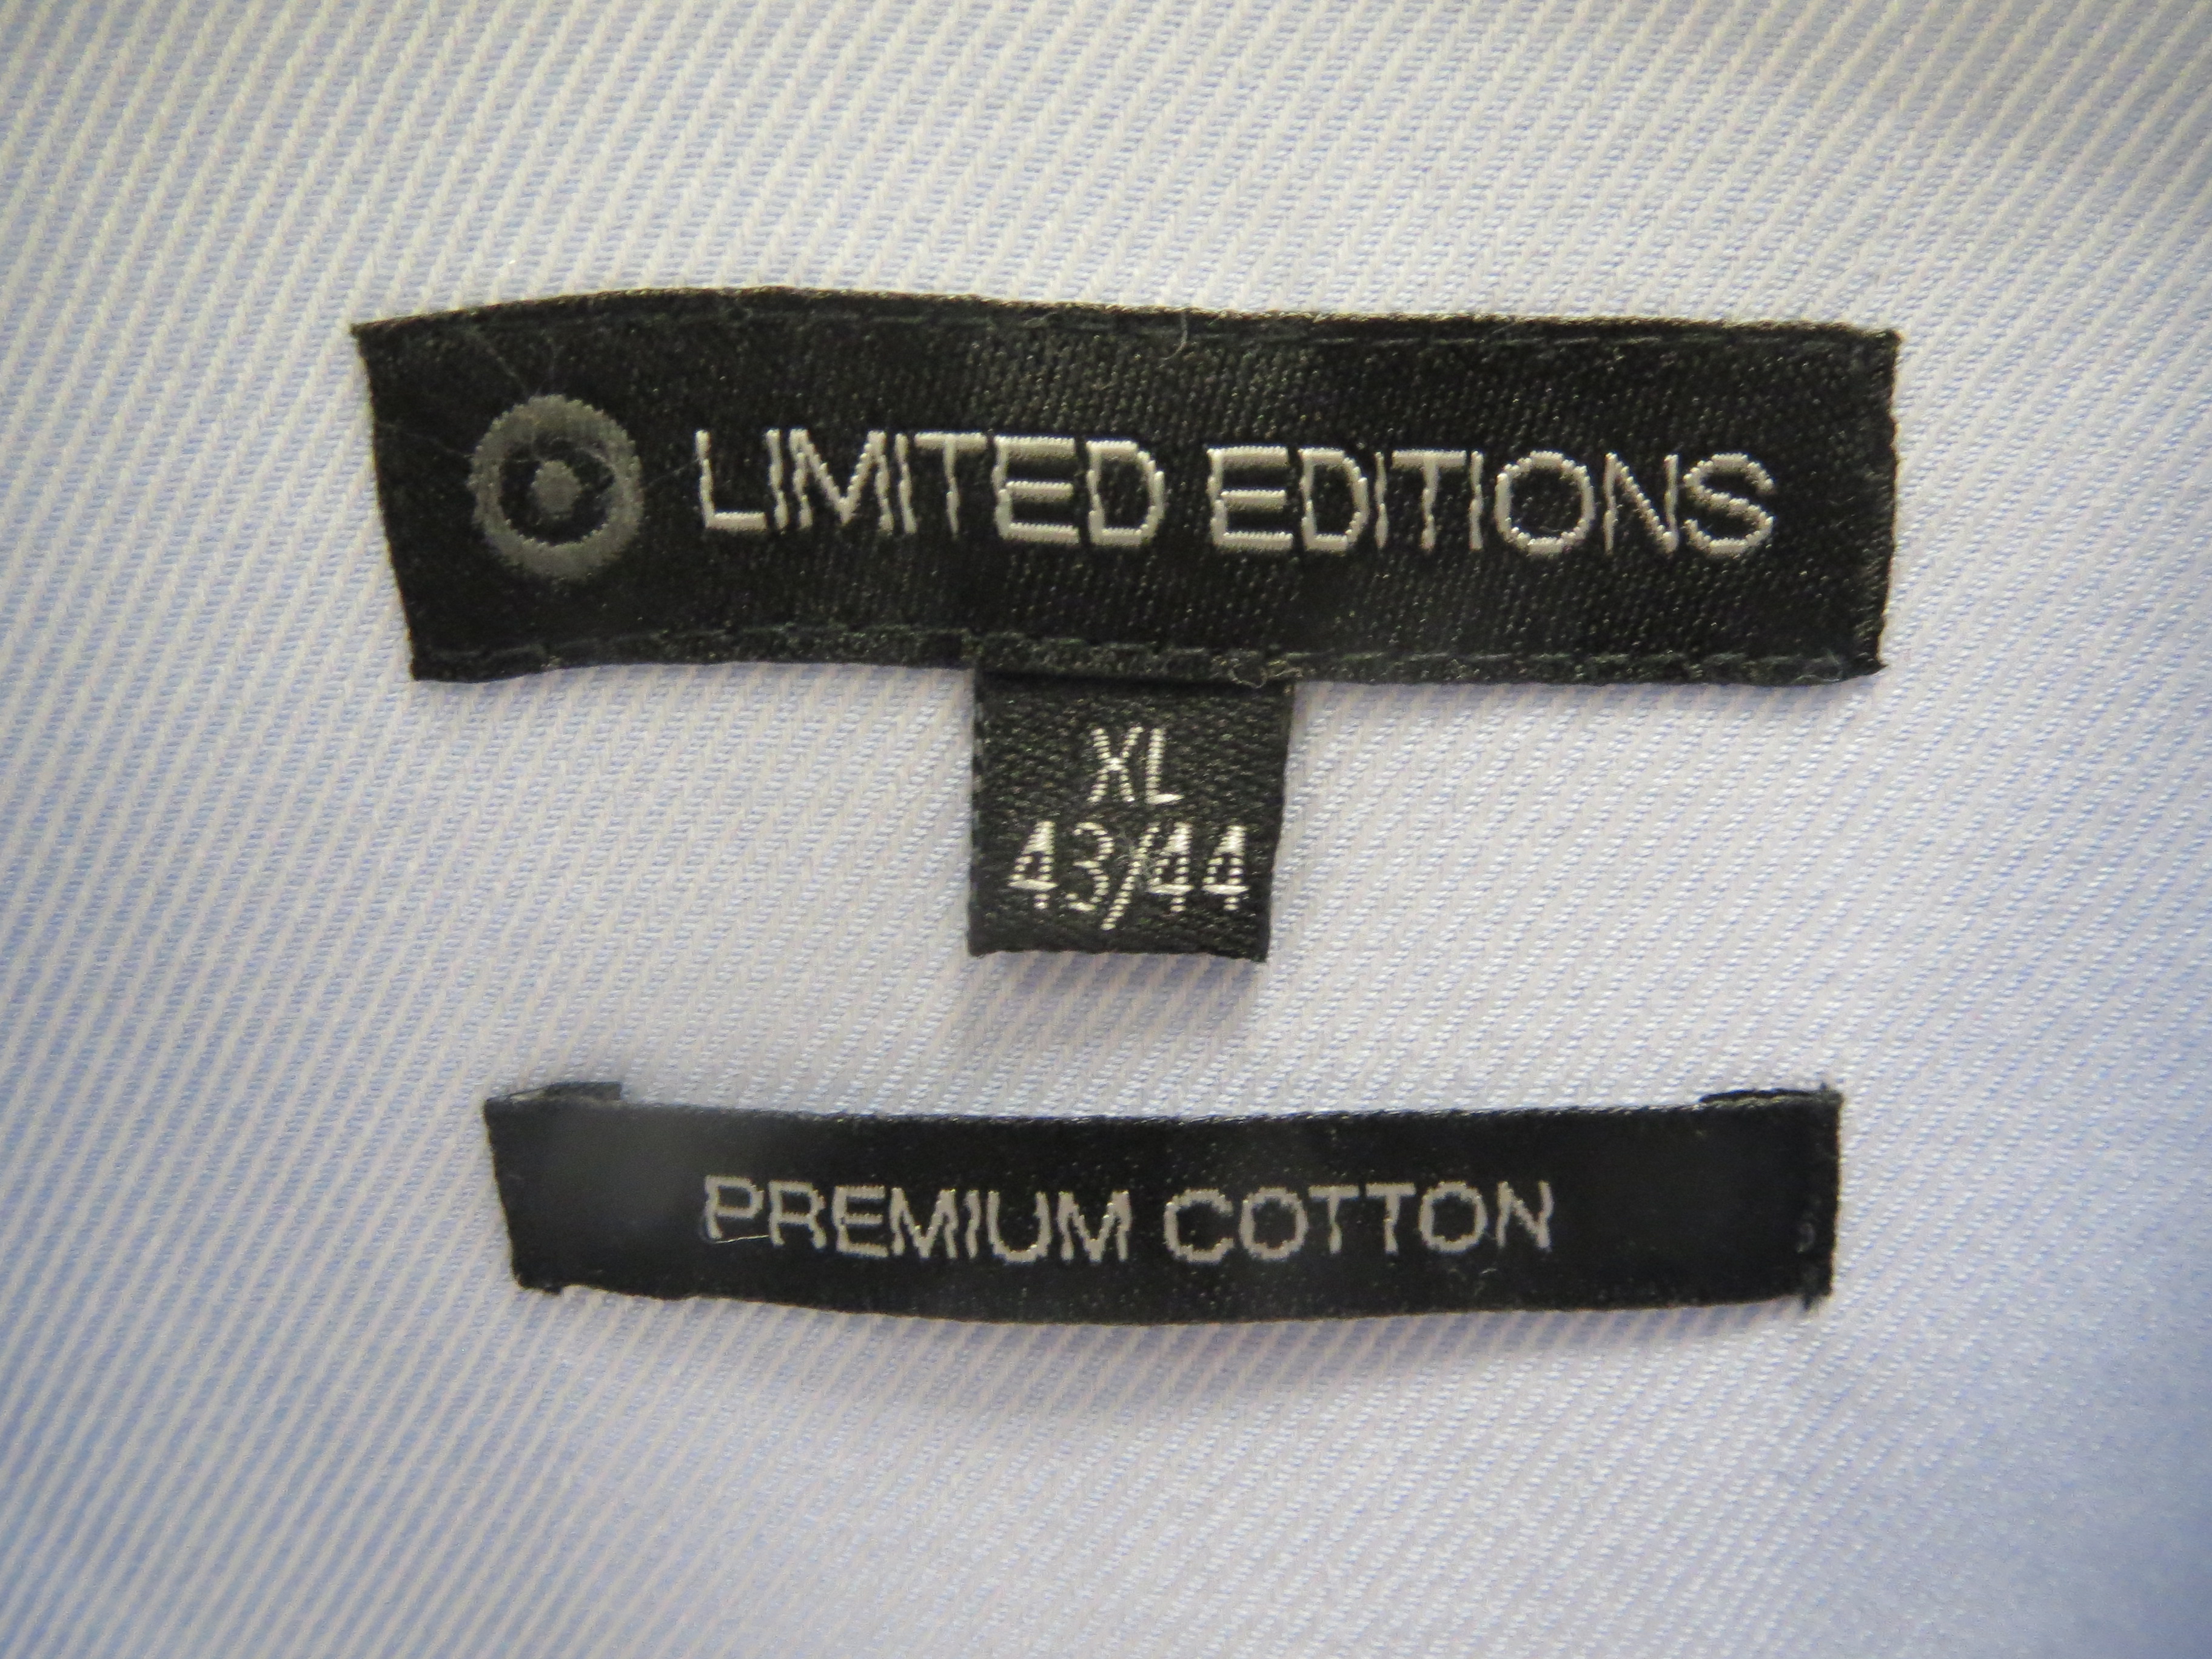 LIMITED EDITIONS
XL
43/44
PREMIUM COTTON